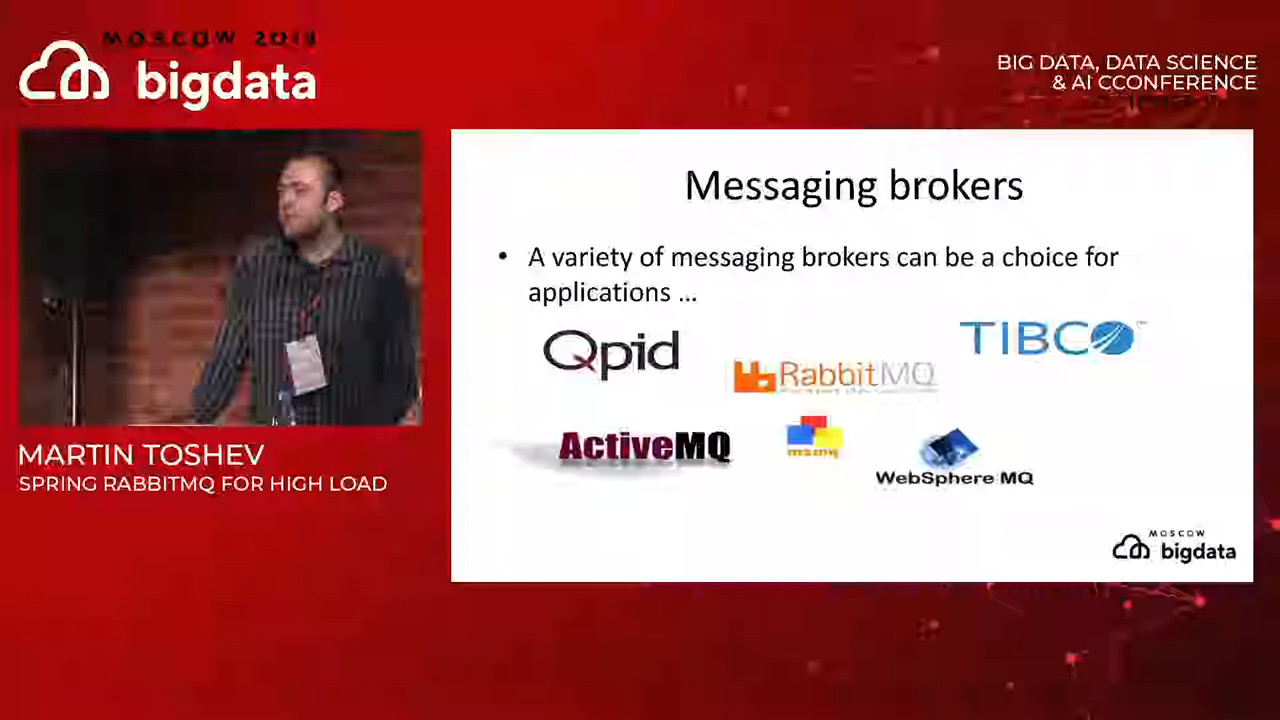 MOSCOW 2019
bigdata
BIG DATA, DATA SCIENCE
& AI CCONFERENCE
Messaging brokers
• A variety of messaging brokers can be a choice for
applications ...
Qpid
TIBCO
RabbitMQ
ActiveMQ
msmq
WebSphere MQ
MOSCOW
bigdata
MARTIN TOSHEV
SPRING RABBITMQ FOR HIGH LOAD